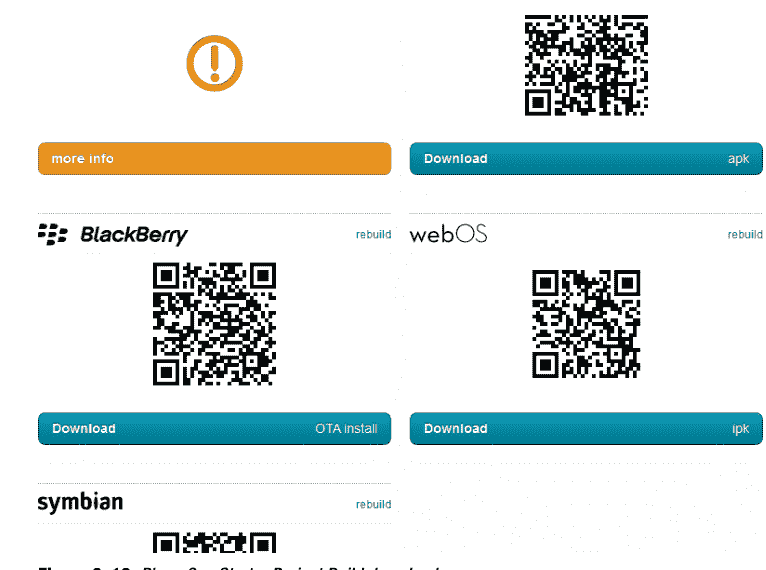 more info
Download apk
BlackBerry rebuild
webOS rebuild
Download OTA install
Download ipk
symbian rebuild